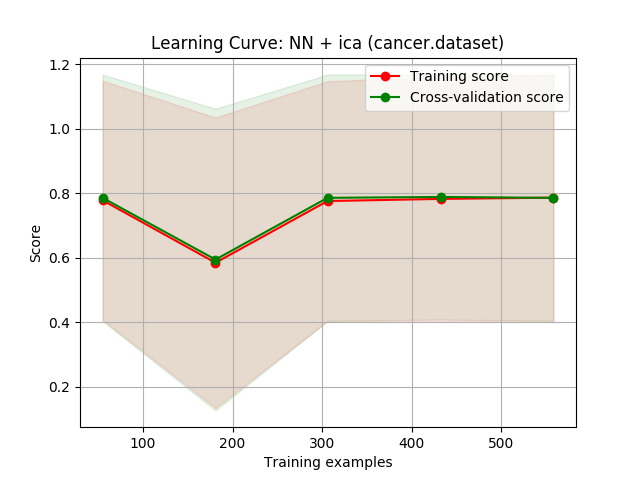 Learning Curve: NN + ica (cancer.dataset)
1.2
1.0
0.8
0.6
0.4
0.2
Score
Training score
Cross-validation score
100
200
300
400
500
Training examples